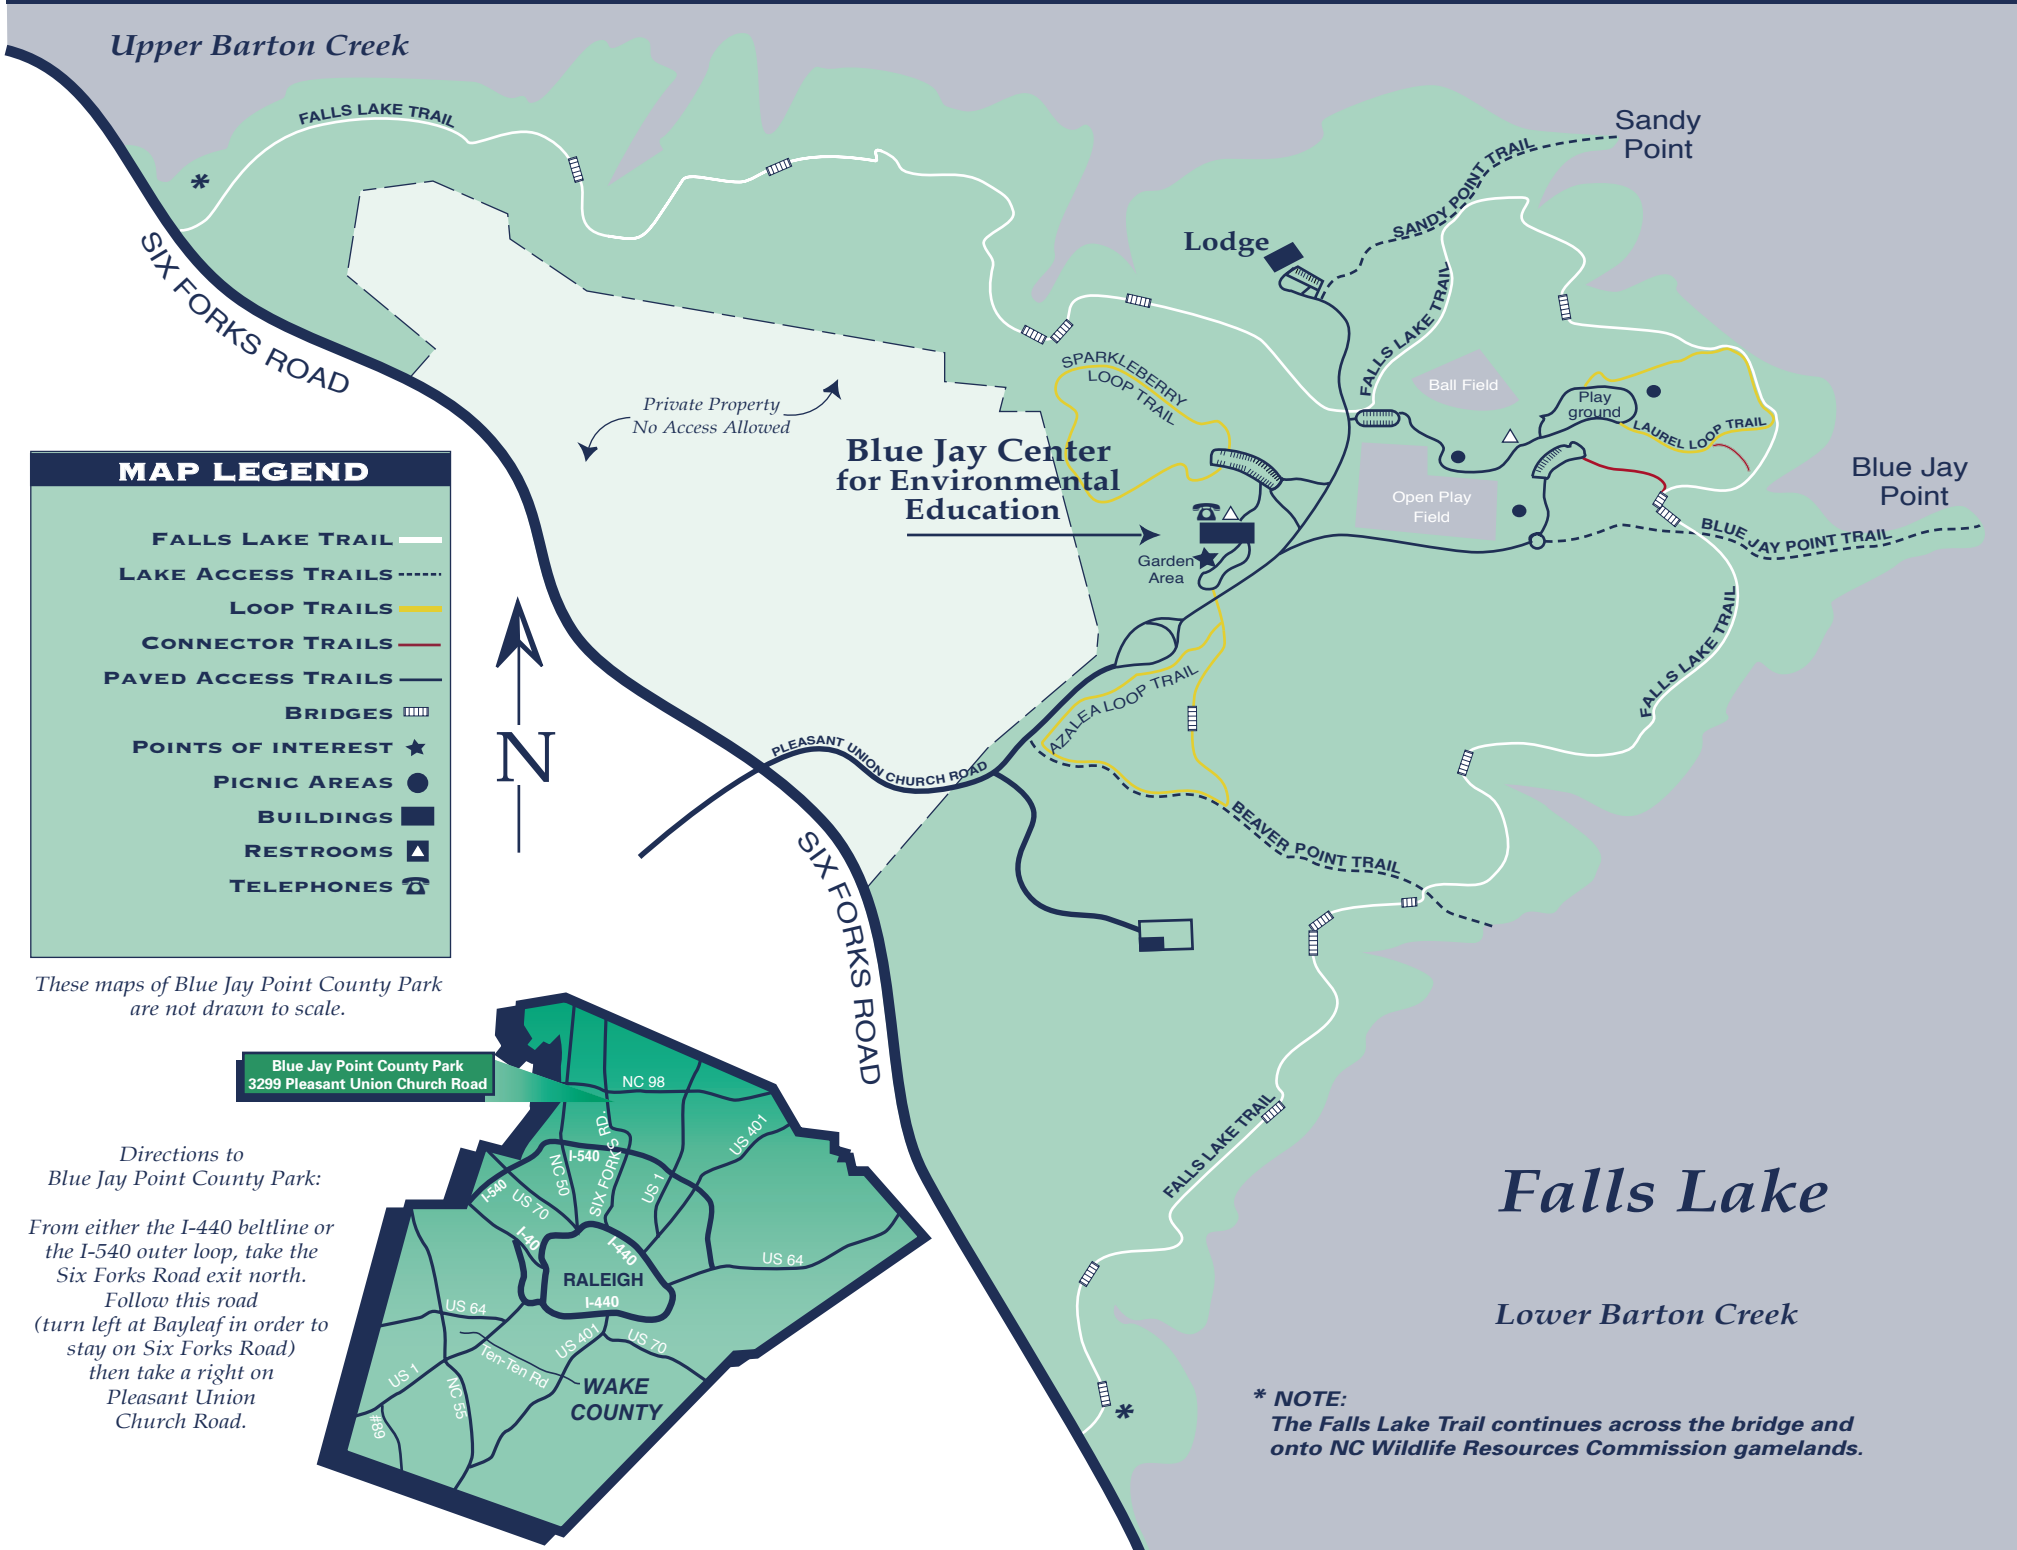 Upper Barton Creek
FALLS LAKE TRAIL
*
SIX FORKS ROAD
Sandy
Point
SANDY POINT TRAIL
Lodge
FALLS LAKE TRAIL
SPARKLEBERRY
LOOP TRAIL
Ball Field
Play
ground
LAUREL LOOP TRAIL
Private Property
No Access Allowed
Blue Jay Center
for Environmental
Education
Blue Jay
Point
Open Play
Field
BLUE JAY POINT TRAIL
Garden
Area
FALLS LAKE TRAIL
AZALEA LOOP TRAIL
PLEASANT UNION CHURCH ROAD
BEAVER POINT TRAIL
SIX FORKS ROAD
FALLS LAKE TRAIL
MAP LEGEND
FALLS LAKE TRAIL
LAKE ACCESS TRAILS
LOOP TRAILS
CONNECTOR TRAILS
PAVED ACCESS TRAILS
BRIDGES
POINTS OF INTEREST
PICNIC AREAS
BUILDINGS
RESTROOMS
TELEPHONES
N
These maps of Blue Jay Point County Park
are not drawn to scale.
Blue Jay Point County Park
3299 Pleasant Union Church Road
Directions to
Blue Jay Point County Park:
From either the I-440 beltline or
the I-540 outer loop, take the
Six Forks Road exit north.
Follow this road
(turn left at Bayleaf in order to
stay on Six Forks Road)
then take a right on
Pleasant Union
Church Road.
NC 98
US 401
SIX FORKS RD.
I-540
NC 50
I-540
US 70
US 1
I-40
I-440
US 64
RALEIGH
I-440
US 64
US 401
US 70
Ten-Ten Rd
US 1
NC 55
#89
WAKE
COUNTY
Falls Lake
Lower Barton Creek
*
* NOTE:
The Falls Lake Trail continues across the bridge and
onto NC Wildlife Resources Commission gamelands.